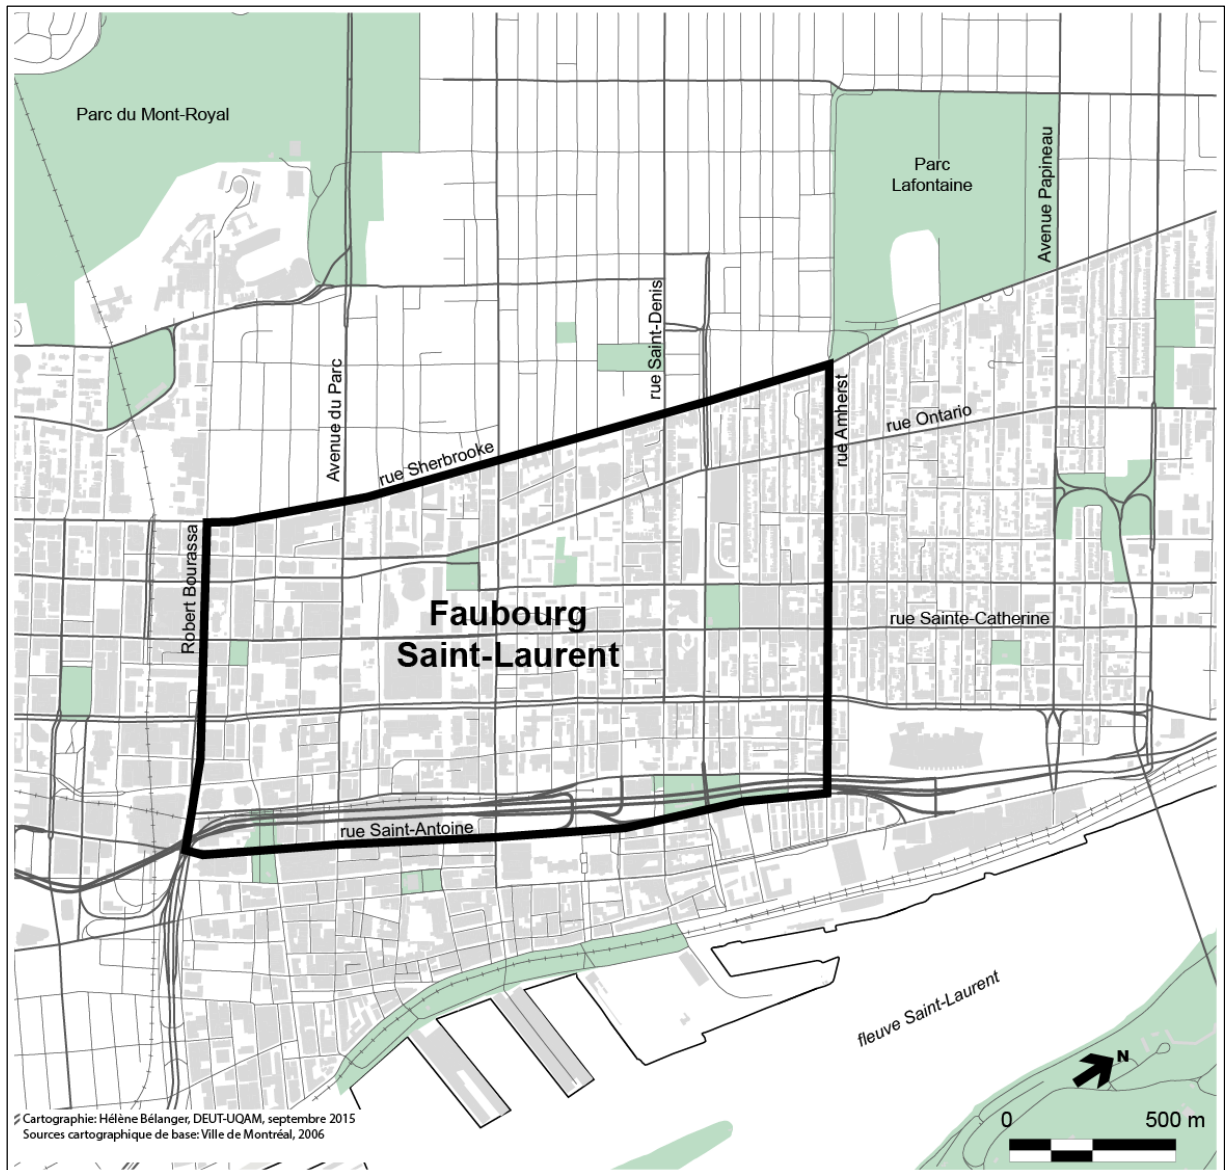 Parc du Mont-Royal
Parc
Lafontaine
Avenue Papineau
rue Saint-Denis
Avenue du Parc
rue Amherst
rue Ontario
rue Sherbrooke
Robert Bourassa
Faubourg
Saint-Laurent
rue Sainte-Catherine
rue Saint-Antoine
fleuve Saint-Laurent
N
0 500 m
Cartographie: Hélène Bélanger, DEUT-UQAM, septembre 2015
Sources cartographique de base: Ville de Montréal, 2006